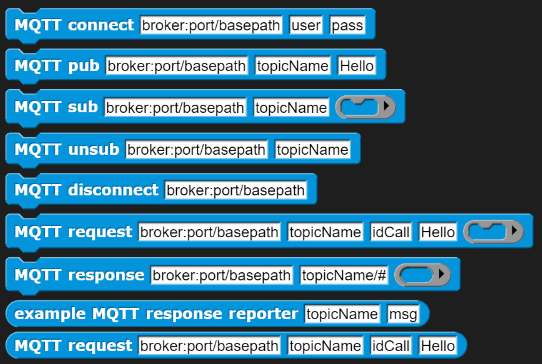 MQTT connect broker:port/basepath user pass
MQTT pub broker:port/basepath topicName Hello
MQTT sub broker:port/basepath topicName
MQTT unsub broker:port/basepath topicName
MQTT disconnect broker:port/basepath
MQTT request broker:port/basepath topicName idCall Hello
MQTT response broker:port/basepath topicName/#
example MQTT response reporter topicName msg
MQTT request broker:port/basepath topicName idCall Hello